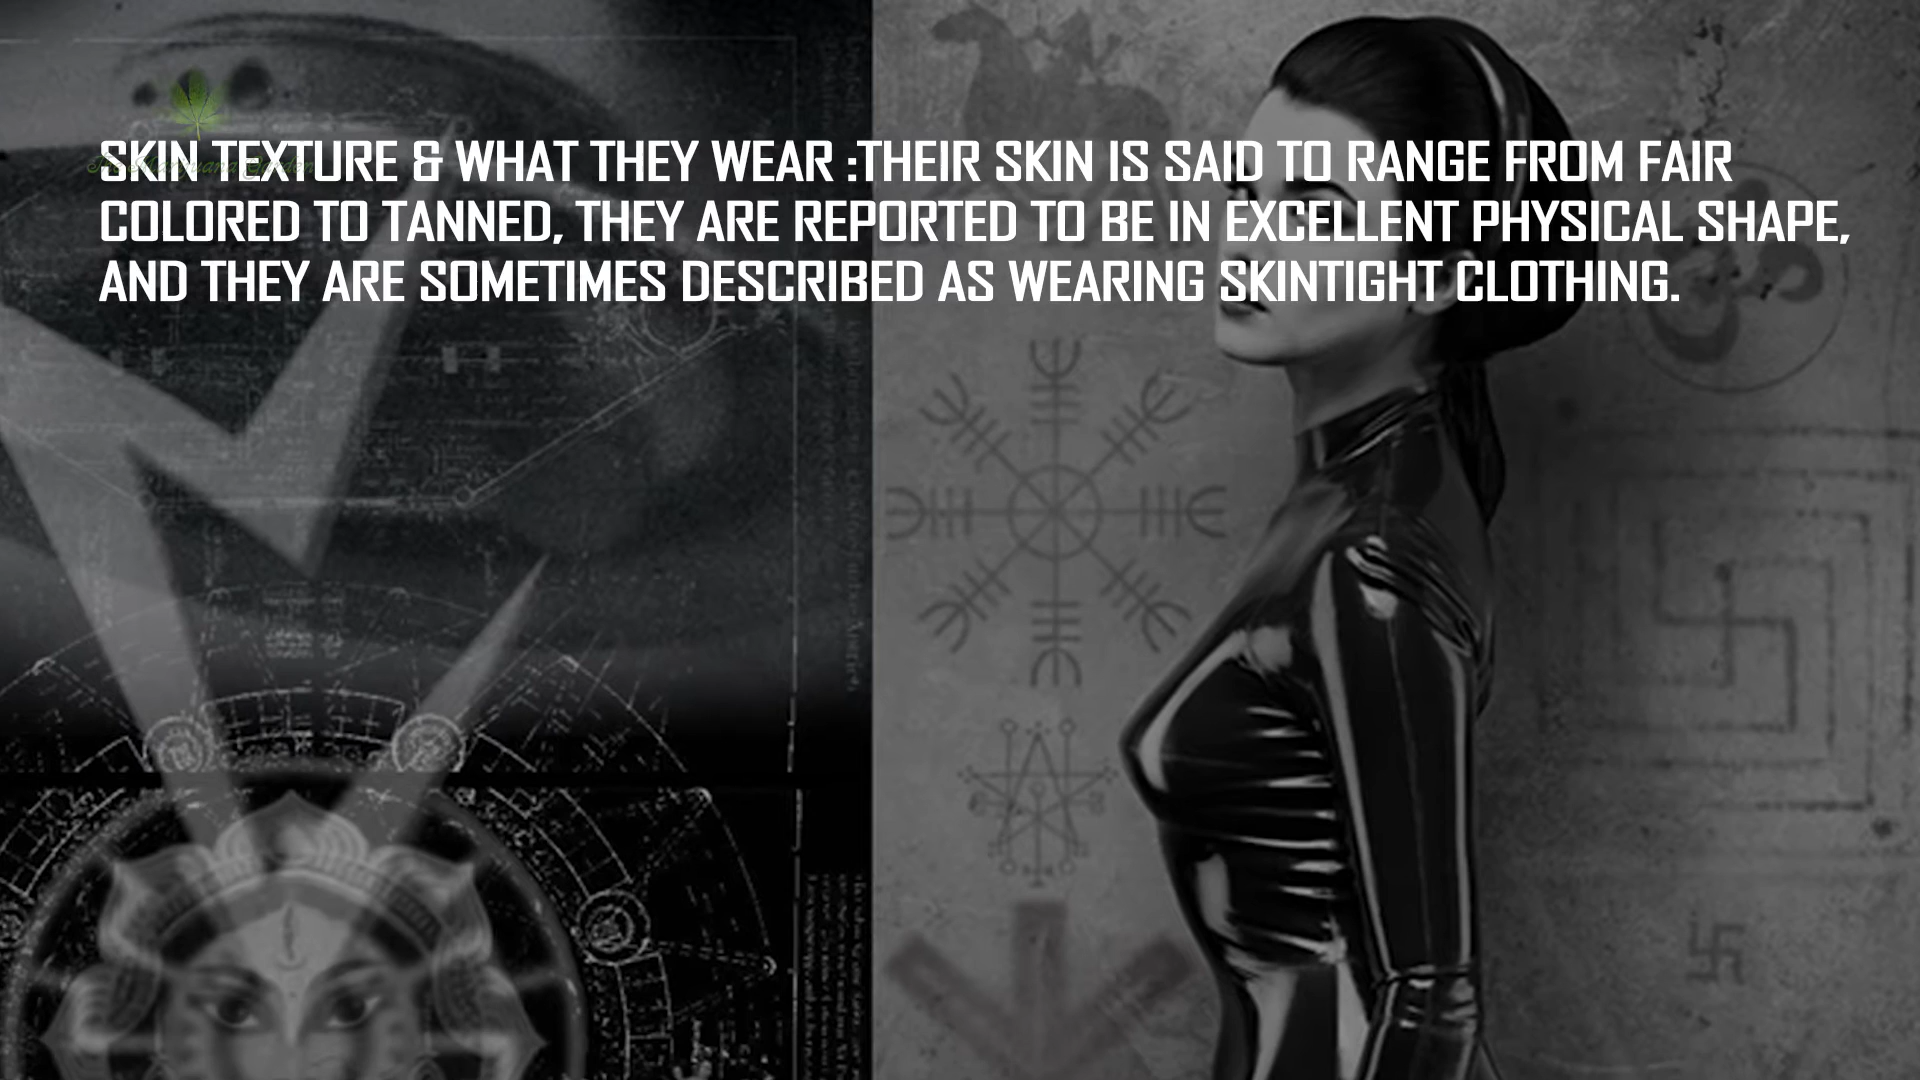 SKIN TEXTURE & WHAT THEY WEAR :THEIR SKIN IS SAID TO RANGE FROM FAIR
COLORED TO TANNED, THEY ARE REPORTED TO BE IN EXCELLENT PHYSICAL SHAPE,
AND THEY ARE SOMETIMES DESCRIBED AS WEARING SKINTIGHT CLOTHING.